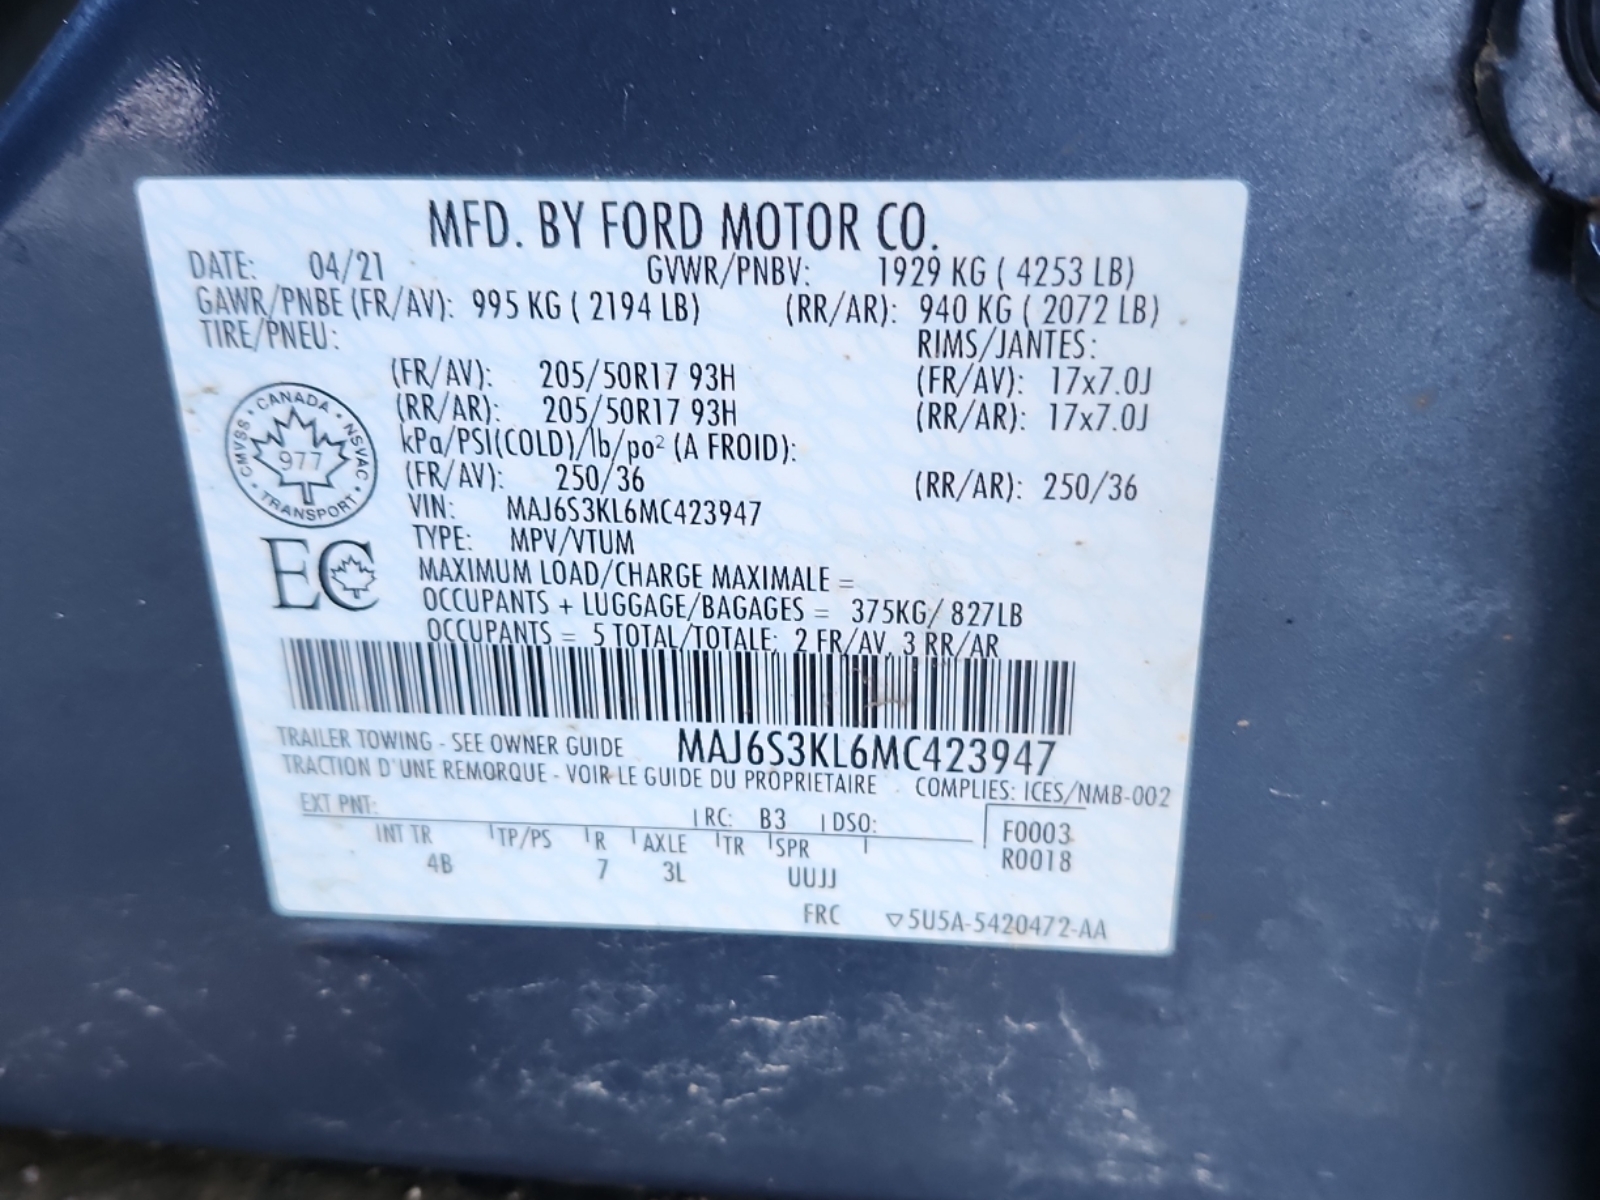 MFD. BY FORD MOTOR CO.
DATE: 04/21 GVWR/PNBV: 1929 KG ( 4253 LB)
GAWR/PNBE (FR/AV): 995 KG ( 2194 LB) (RR/AR): 940 KG ( 2072 LB)
TIRE/PNEU: RIMS/JANTES:
(FR/AV): 205/50R17 93H (FR/AV): 17x7.0J
(RR/AR): 205/50R17 93H (RR/AR): 17x7.0J
kPa/PSI(COLD)/lb/po² (A FROID):
(FR/AV): 250/36 (RR/AR): 250/36
CANADA • NSVAC • TRANSPORT • CMVSS •
977
VIN: MAJ6S3KL6MC423947
TYPE: MPV/VTUM
EC
MAXIMUM LOAD/CHARGE MAXIMALE =
OCCUPANTS + LUGGAGE/BAGAGES = 375KG/ 827LB
OCCUPANTS = 5 TOTAL/TOTALE: 2 FR/AV, 3 RR/AR
TRAILER TOWING - SEE OWNER GUIDE MAJ6S3KL6MC423947
TRACTION D'UNE REMORQUE - VOIR LE GUIDE DU PROPRIETAIRE COMPLIES: ICES/NMB-002
EXT PNT: RC: B3 DSO: F0003
INT TR TP/PS R AXLE TR SPR R0018
4B 7 3L UUJJ
FRC ▽5U5A-5420472-AA